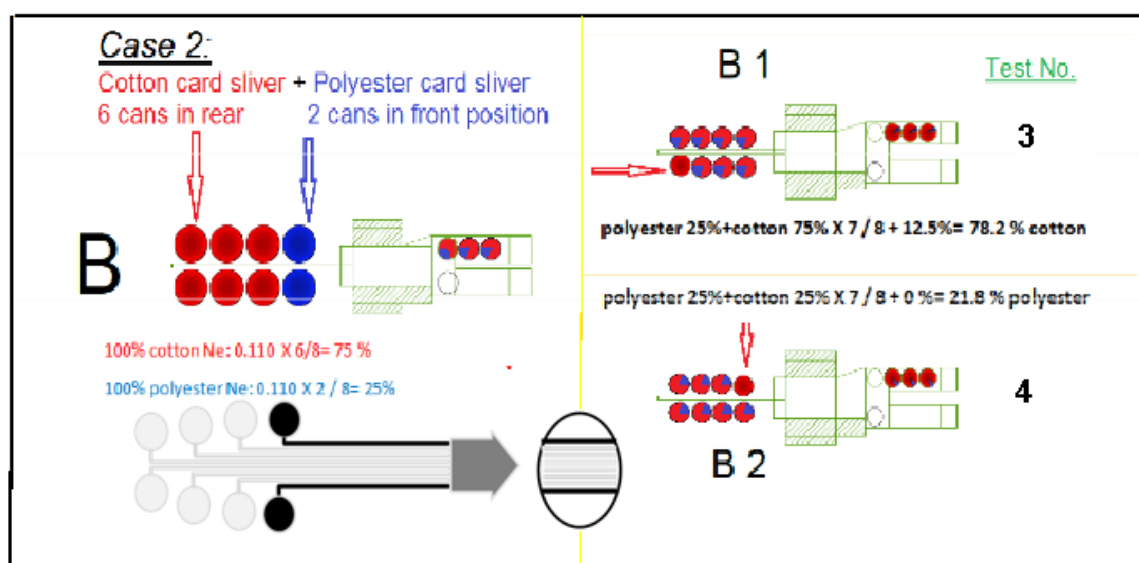 Case 2:
Cotton card sliver + Polyester card sliver
6 cans in rear 2 cans in front position
B
100% cotton Ne: 0.110 X 6/8= 75 %
100% polyester Ne: 0.110 X 2 / 8= 25%
B 1
Test No.
3
polyester 25%+cotton 75% X 7 / 8 + 12.5%= 78.2 % cotton
polyester 25%+cotton 25% X 7 / 8 + 0 %= 21.8 % polyester
4
B 2